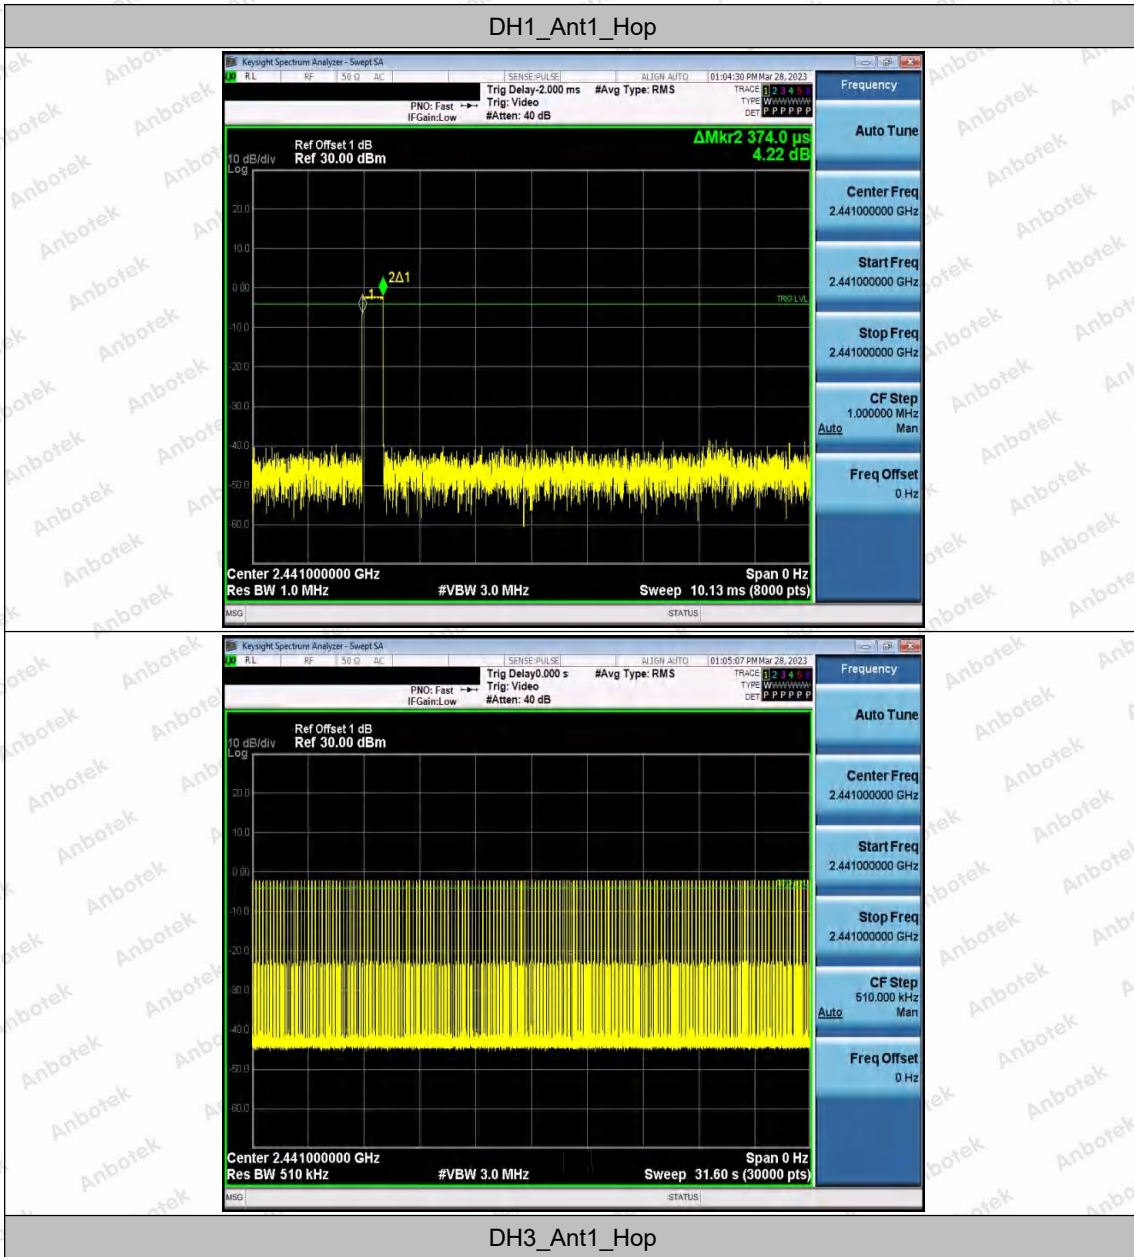 DH1_Ant1_Hop
Keysight Spectrum Analyzer - Swept SA
RL RF 50 Ω AC SENSE:PULSE ALIGN AUTO 01:04:30 PM Mar 28, 2023
Trig Delay-2.000 ms #Avg Type: RMS TRACE 1 2 3 4 5 6
PNO: Fast Trig: Video TYPE WWWWWW
IFGain:Low #Atten: 40 dB DET P P P P P P
Frequency
Auto Tune
ΔMkr2 374.0 µs
4.22 dB
Ref Offset 1 dB
10 dB/div Ref 30.00 dBm
Log
20.0
10.0
0.00
-10.0
-20.0
-30.0
-40.0
-50.0
-60.0
1
2Δ1
TRIG LVL
Center Freq
2.441000000 GHz
Start Freq
2.441000000 GHz
Stop Freq
2.441000000 GHz
CF Step
1.000000 MHz
Auto Man
Freq Offset
0 Hz
Center 2.441000000 GHz Span 0 Hz
Res BW 1.0 MHz #VBW 3.0 MHz Sweep 10.13 ms (8000 pts)
MSG STATUS
Keysight Spectrum Analyzer - Swept SA
RL RF 50 Ω AC SENSE:PULSE ALIGN AUTO 01:05:07 PM Mar 28, 2023
Trig Delay0.000 s #Avg Type: RMS TRACE 1 2 3 4 5 6
PNO: Fast Trig: Video TYPE WWWWWW
IFGain:Low #Atten: 40 dB DET P P P P P P
Frequency
Auto Tune
Ref Offset 1 dB
10 dB/div Ref 30.00 dBm
Log
20.0
10.0
0.00
-10.0
-20.0
-30.0
-40.0
-50.0
-60.0
Center Freq
2.441000000 GHz
Start Freq
2.441000000 GHz
Stop Freq
2.441000000 GHz
CF Step
510.000 kHz
Auto Man
Freq Offset
0 Hz
Center 2.441000000 GHz Span 0 Hz
Res BW 510 kHz #VBW 3.0 MHz Sweep 31.60 s (30000 pts)
MSG STATUS
DH3_Ant1_Hop
Anbotek